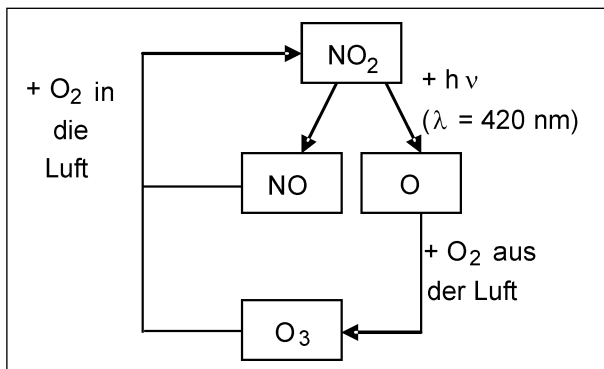 NO₂
+ O₂ in
die
Luft
+ h ν
(λ = 420 nm)
NO
O
+ O₂ aus
der Luft
O₃